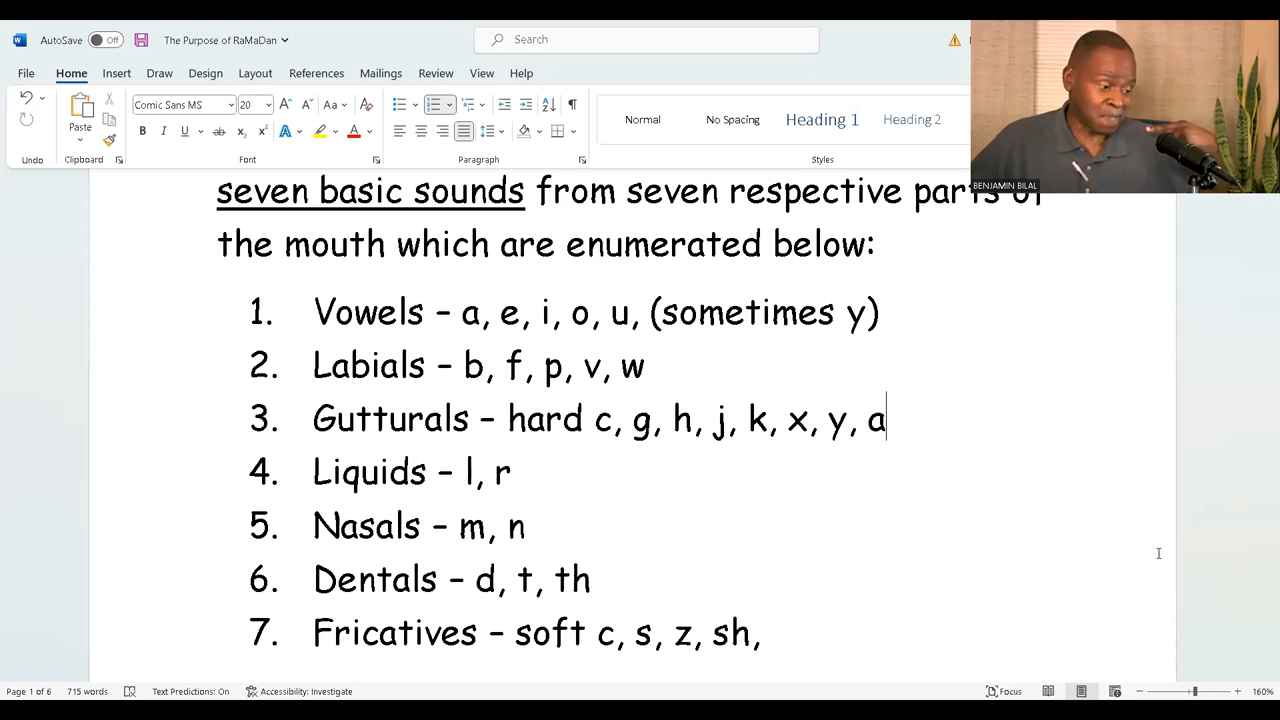 AutoSave Off The Purpose of RaMaDan Search
File Home Insert Draw Design Layout References Mailings Review View Help
Comic Sans MS 20 Aa Normal No Spacing Heading 1 Heading 2
Paste B I U ab x2 x2 A A
Undo Clipboard Font Paragraph Styles
BENJAMIN BILAL
seven basic sounds from seven respective parts of
the mouth which are enumerated below:
1. Vowels – a, e, i, o, u, (sometimes y)
2. Labials – b, f, p, v, w
3. Gutturals – hard c, g, h, j, k, x, y, a
4. Liquids – l, r
5. Nasals – m, n
6. Dentals – d, t, th
7. Fricatives – soft c, s, z, sh,
Page 1 of 6 715 words Text Predictions: On Accessibility: Investigate Focus 160%